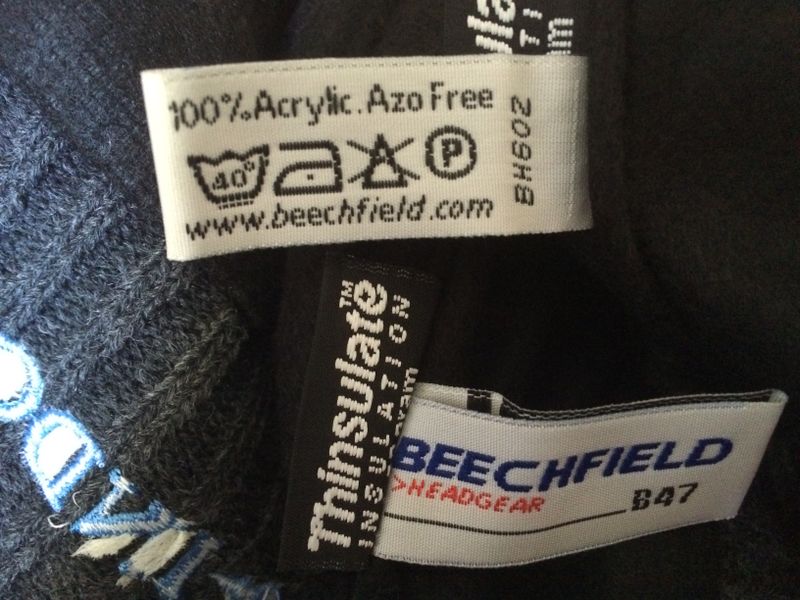 100% Acrylic. Azo Free
40°
P
www.beechfield.com
BH602
Thinsulate™
INSULATION
BEECHFIELD
>HEADGEAR
B47